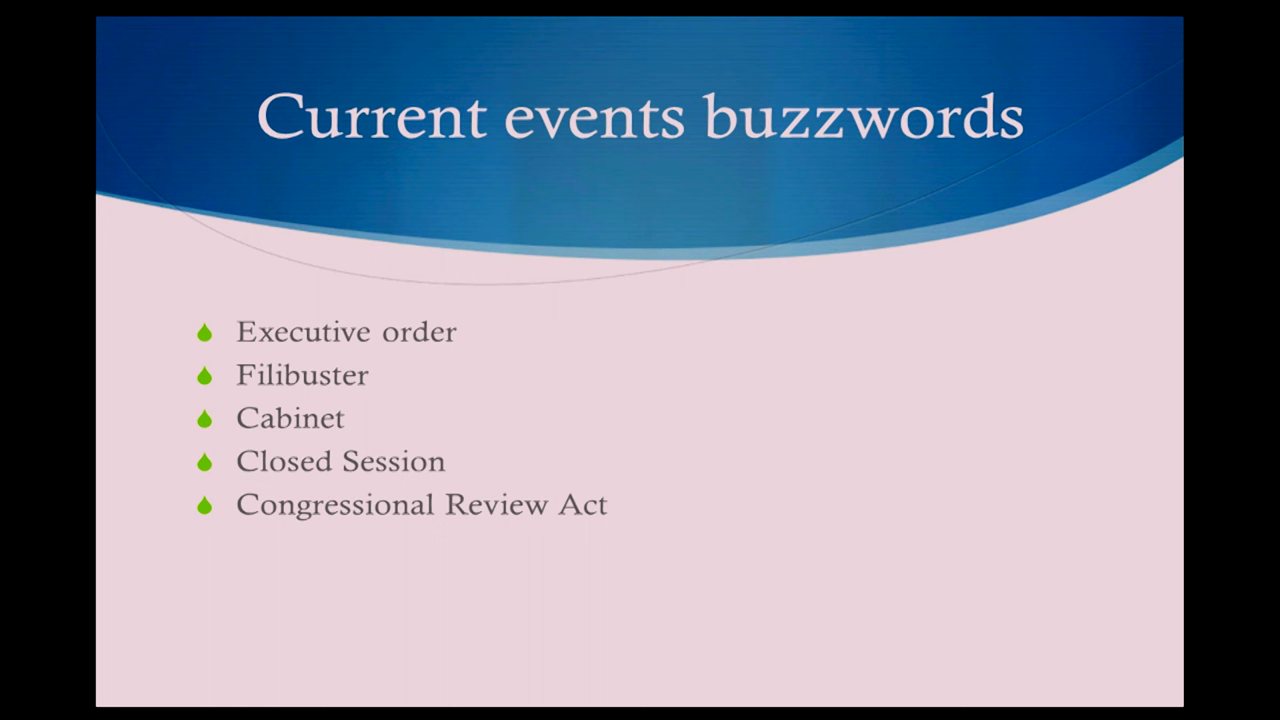 Current events buzzwords
Executive order
Filibuster
Cabinet
Closed Session
Congressional Review Act